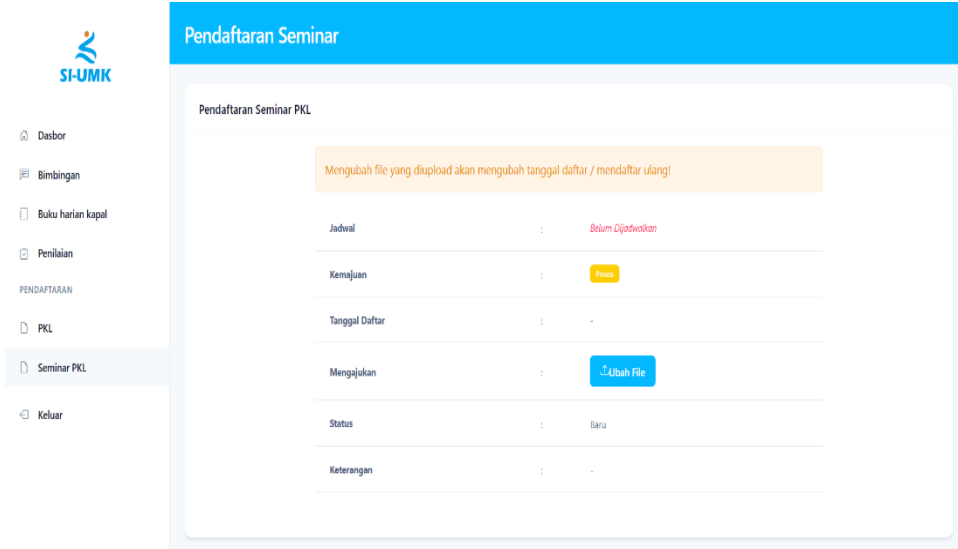 SI-UMK
Dasbor
Bimbingan
Buku harian kapal
Penilaian
PENDAFTARAN
PKL
Seminar PKL
Keluar
Pendaftaran Seminar
Pendaftaran Seminar PKL
Mengubah file yang diupload akan mengubah tanggal daftar / mendaftar ulang!
Jadwal : Belum Dijadwalkan
Kemajuan : Proses
Tanggal Daftar : -
Mengajukan : Ubah File
Status : Baru
Keterangan : -